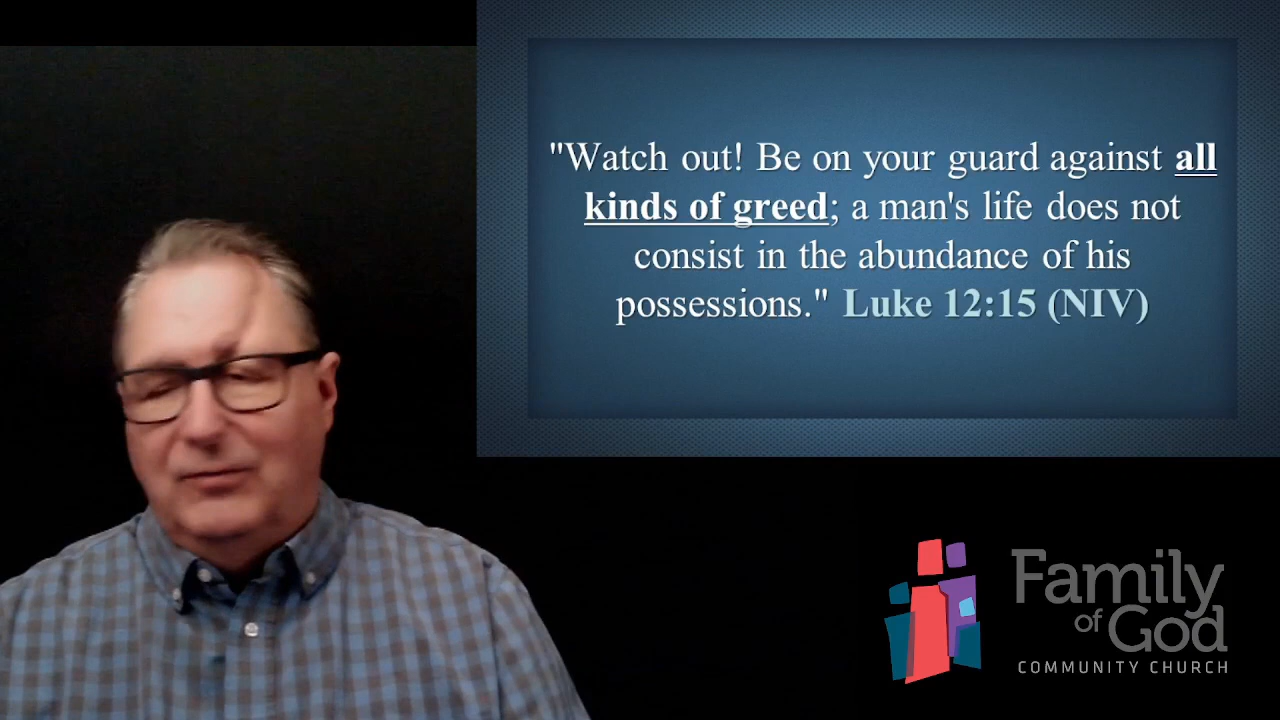 "Watch out! Be on your guard against all
kinds of greed; a man's life does not
consist in the abundance of his
possessions." Luke 12:15 (NIV)
Family
of God
COMMUNITY CHURCH